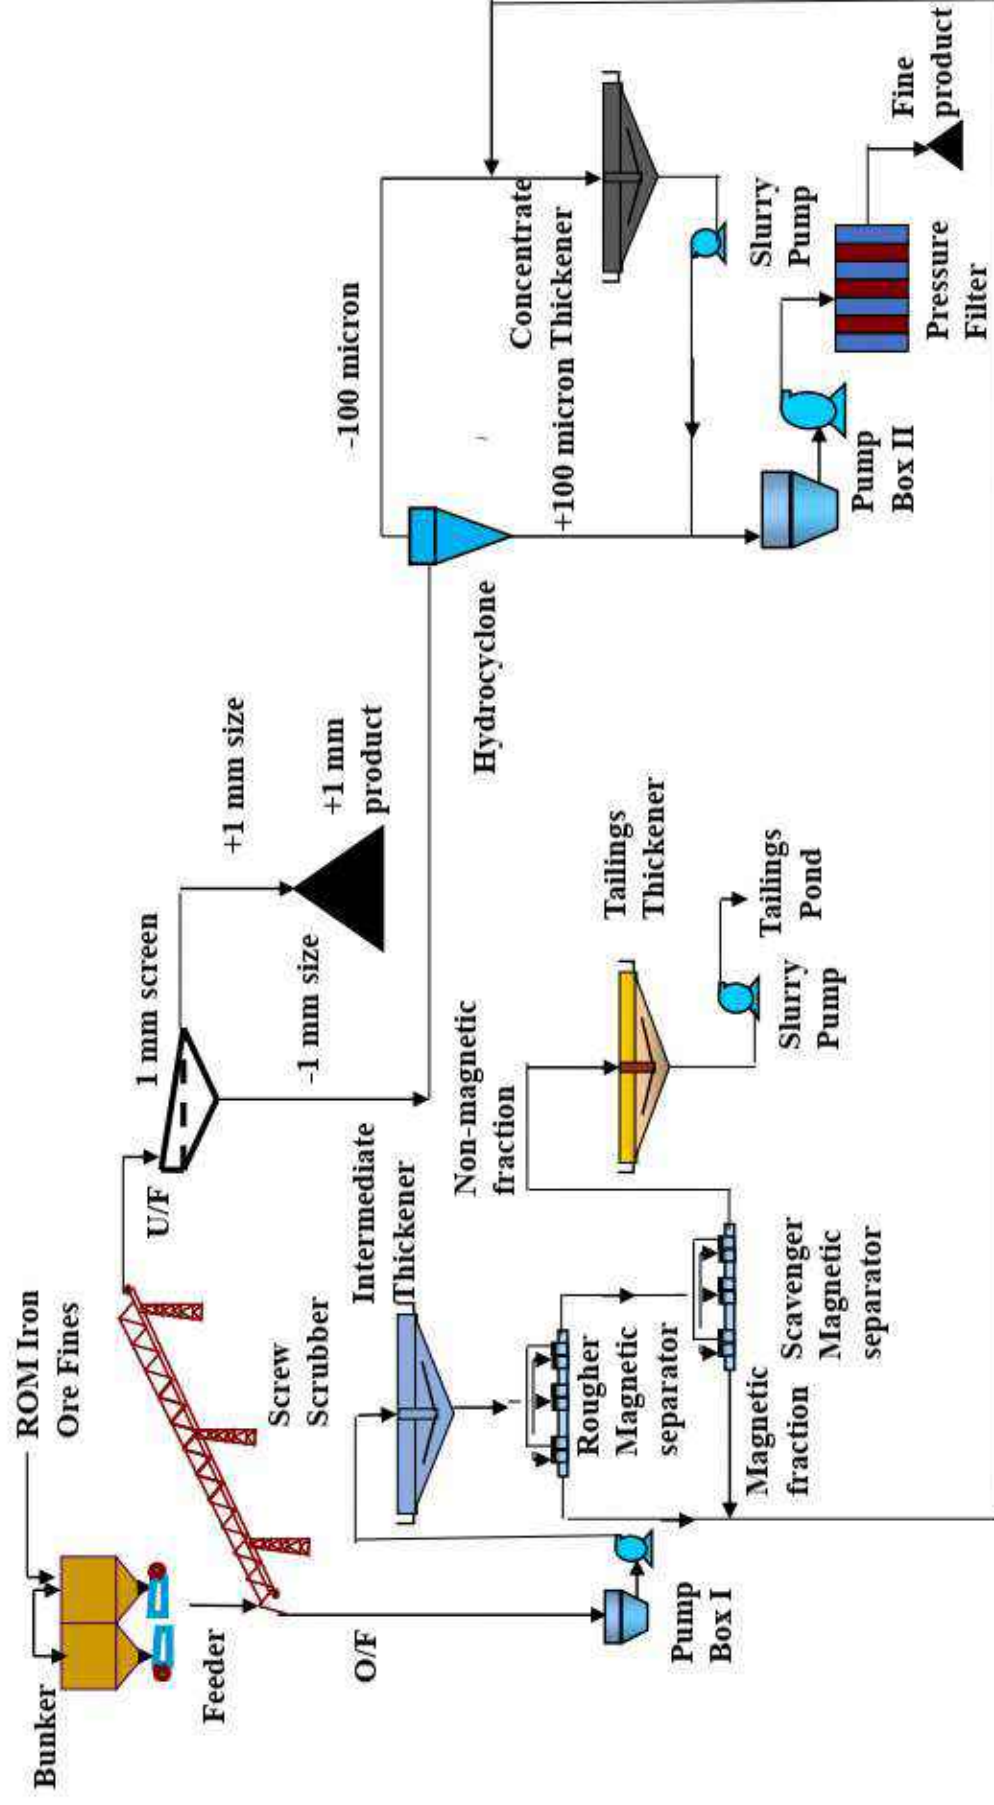 ROM Iron
Ore Fines
Bunker
Feeder
O/F
U/F
Screw
Scrubber
1 mm screen
+1 mm size
+1 mm
product
-1 mm size
Hydrocyclone
-100 micron
+100 micron
Concentrate
Thickener
Slurry
Pump
Pump
Box II
Pressure
Filter
Fine
product
Intermediate
Thickener
Pump
Box I
Rougher
Magnetic
separator
Magnetic
fraction
Scavenger
Magnetic
separator
Non-magnetic
fraction
Tailings
Thickener
Slurry
Pump
Tailings
Pond